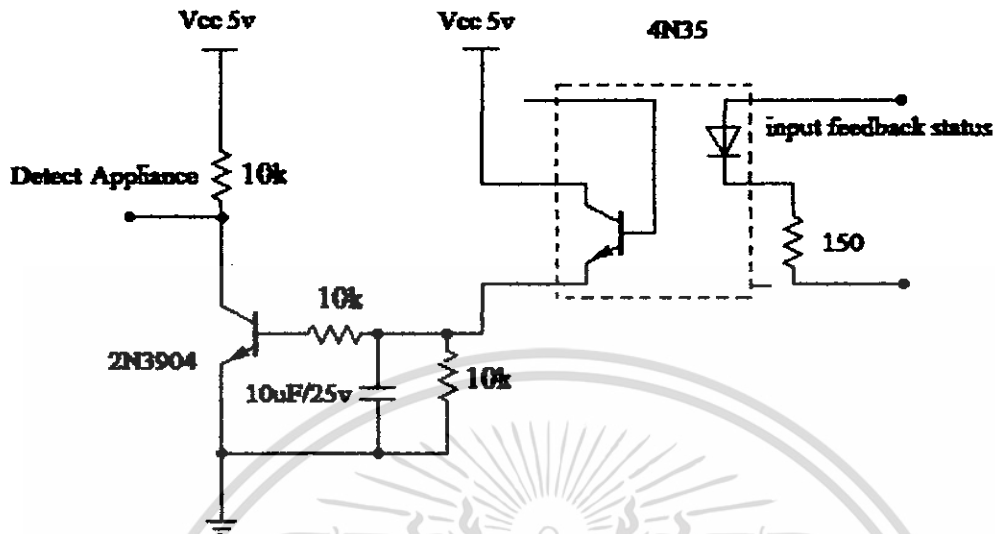 Vcc 5v
Vcc 5v
4N35
input feedback status
Detect Appliance
10k
150
10k
2N3904
10uF/25v
10k